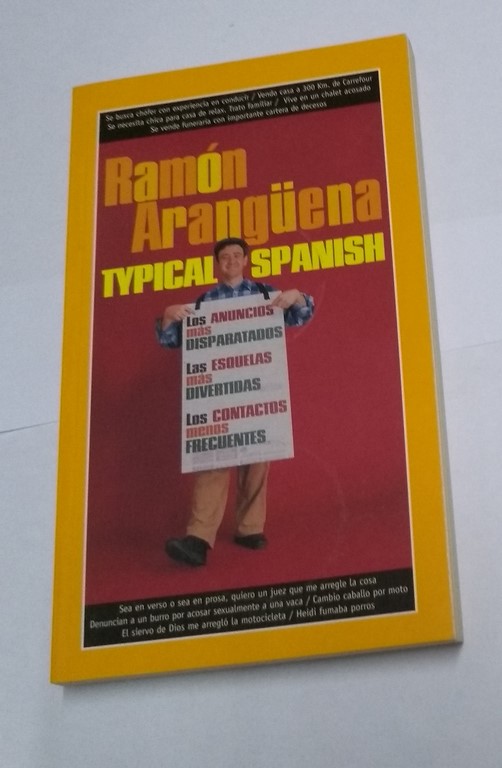 Se busca chófer con experiencia en conducir / Vendo casa a 300 Km. de Carrefour
Se necesita chica para casa de relax. Trato familiar / Vive en un chalet acosado
Se vende funeraria con importante cartera de decesos
Ramón
Arangüena
TYPICAL SPANISH
Los ANUNCIOS
más
DISPARATADOS
Las ESQUELAS
más
DIVERTIDAS
Los CONTACTOS
menos
FRECUENTES
Sea en verso o sea en prosa, quiero un juez que me arregle la cosa
Denuncian a un burro por acosar sexualmente a una vaca / Cambio caballo por moto
El siervo de Dios me arregló la motocicleta / Heidi fumaba porros